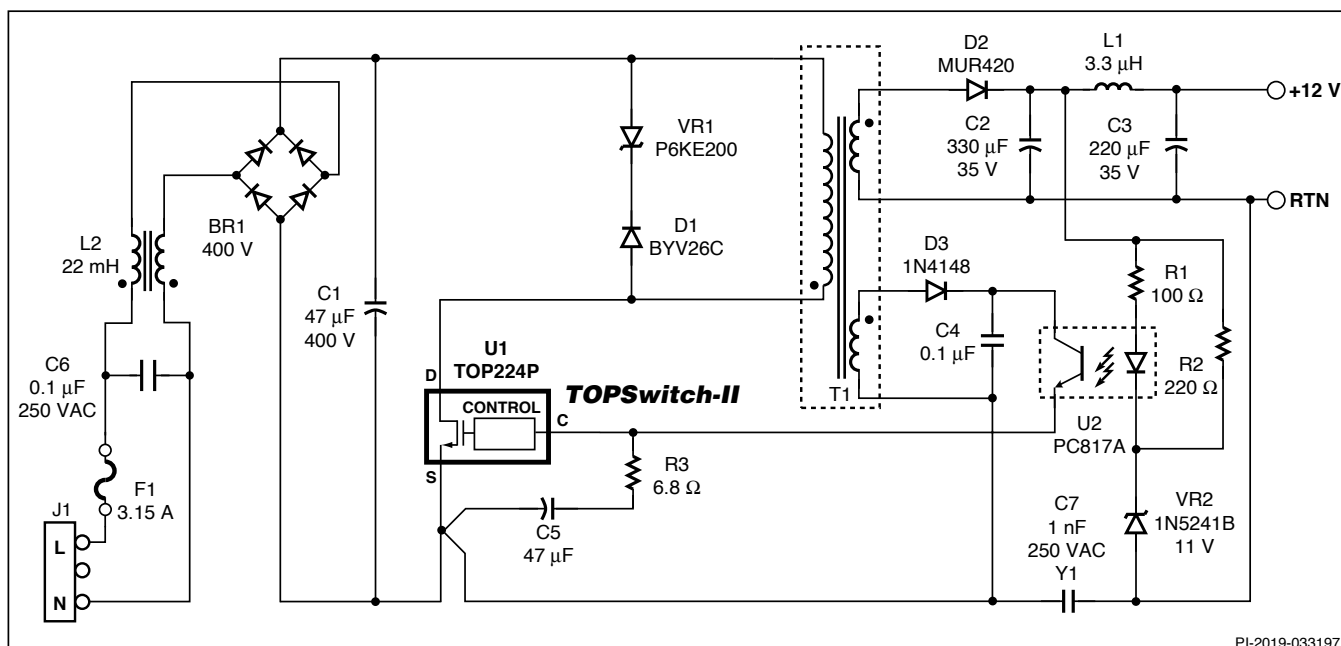 D2
MUR420
L1
3.3 µH
+12 V
VR1
P6KE200
C2
330 µF
35 V
C3
220 µF
35 V
BR1
400 V
D1
BYV26C
RTN
L2
22 mH
D3
1N4148
R1
100 Ω
C1
47 µF
400 V
C4
0.1 µF
U1
TOP224P
R2
220 Ω
C6
0.1 µF
250 VAC
D
TOPSwitch-II
T1
CONTROL
C
U2
PC817A
S
R3
6.8 Ω
F1
3.15 A
J1
L
N
C5
47 µF
C7
1 nF
250 VAC
Y1
VR2
1N5241B
11 V
PI-2019-033197